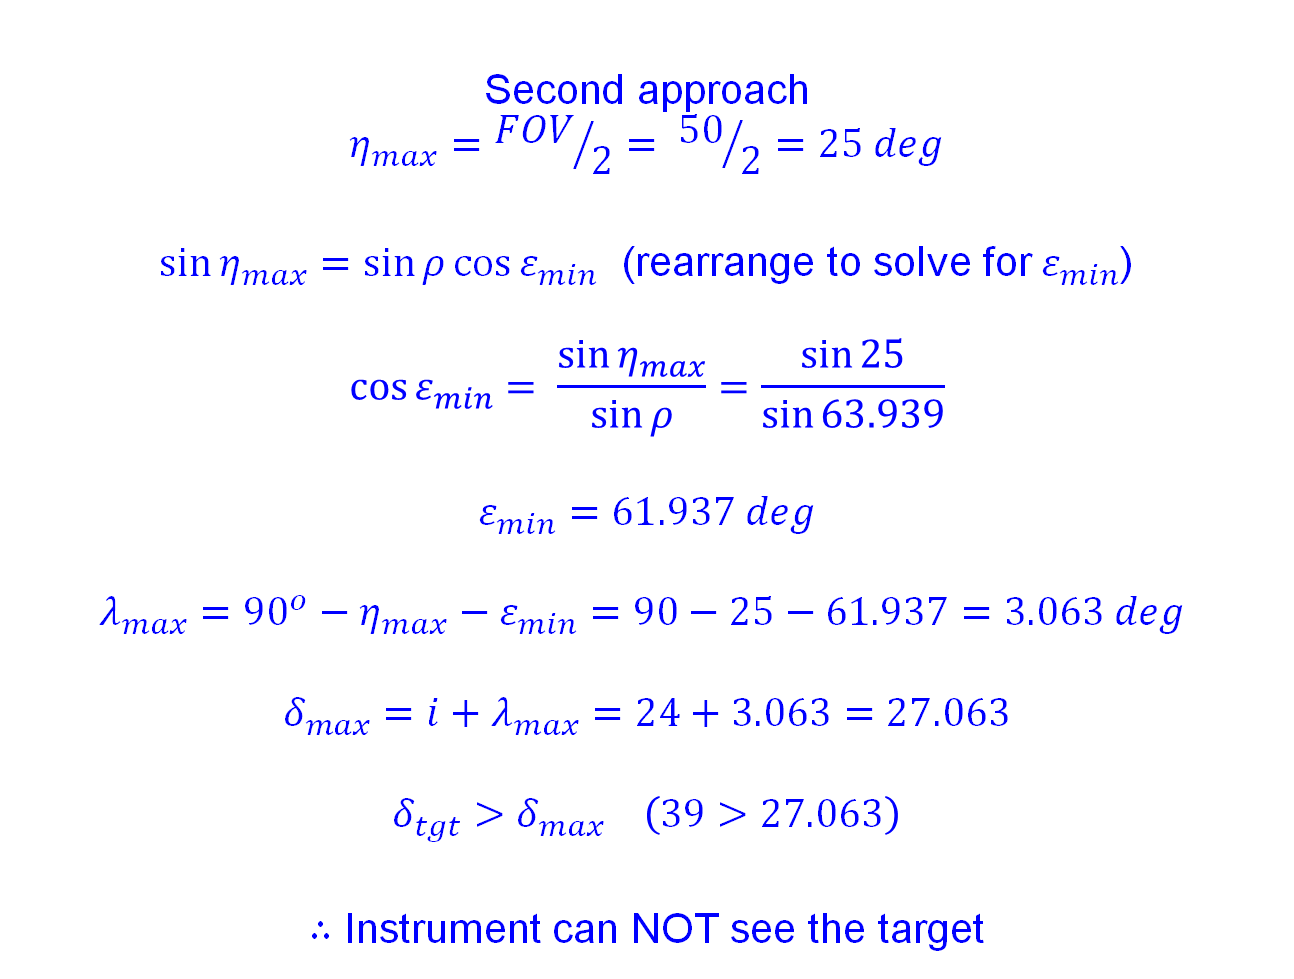 Second approach
η_max = FOV/2 = 50/2 = 25 deg
sin η_max = sin ρ cos ε_min (rearrange to solve for ε_min)
cos ε_min = sin η_max / sin ρ = sin 25 / sin 63.939
ε_min = 61.937 deg
λ_max = 90° − η_max − ε_min = 90 − 25 − 61.937 = 3.063 deg
δ_max = i + λ_max = 24 + 3.063 = 27.063
δ_tgt > δ_max (39 > 27.063)
∴ Instrument can NOT see the target